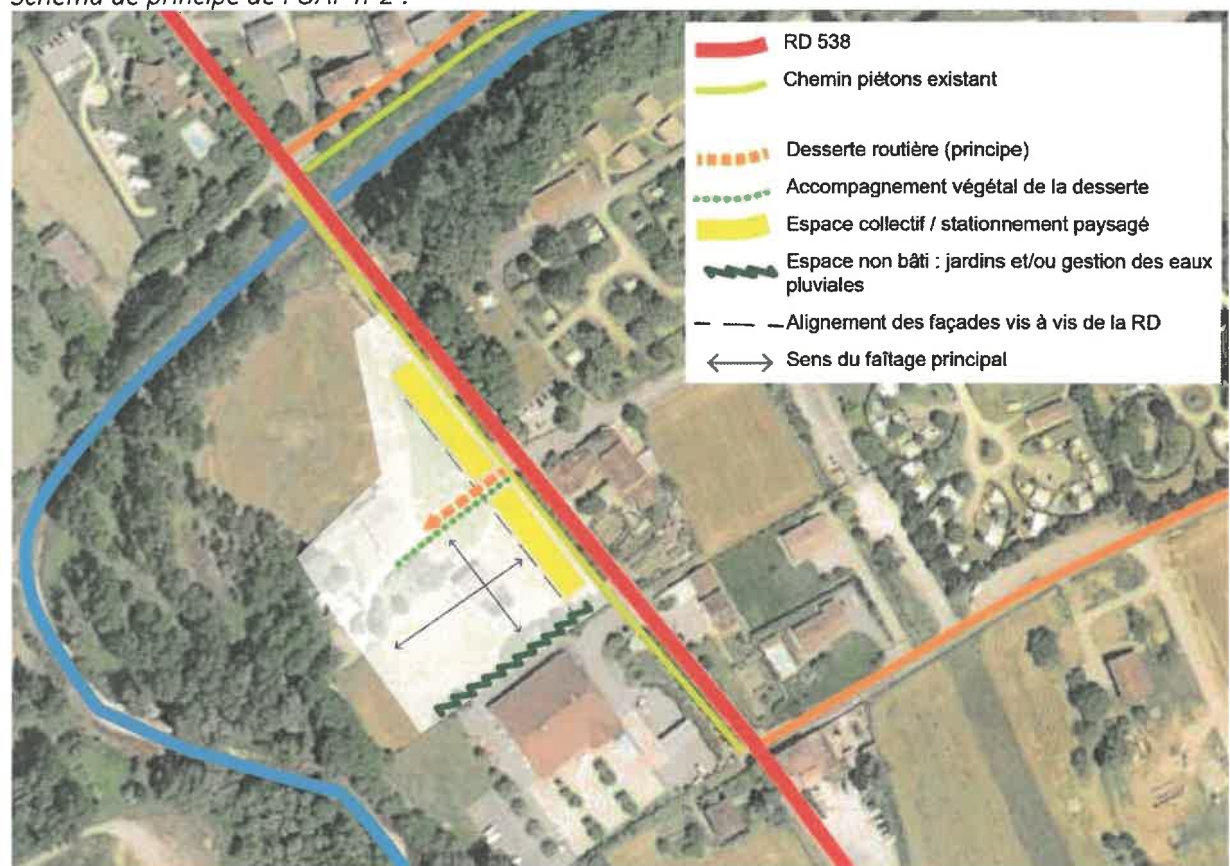 Schéma de principe de l'OAP n°2 :
RD 538
Chemin piétons existant
Desserte routière (principe)
Accompagnement végétal de la desserte
Espace collectif / stationnement paysagé
Espace non bâti : jardins et/ou gestion des eaux
pluviales
Alignement des façades vis à vis de la RD
Sens du faîtage principal